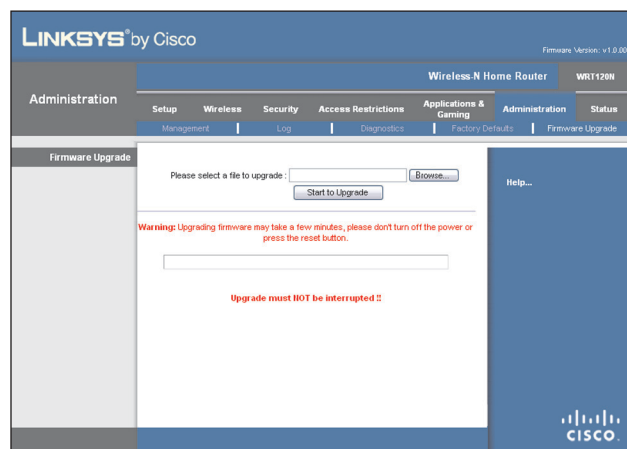 LINKSYS® by Cisco
Firmware Version: v1.0.00
Wireless-N Home Router WRT120N
Administration
Setup Wireless Security Access Restrictions Applications & Gaming Administration Status
Management Log Diagnostics Factory Defaults Firmware Upgrade
Firmware Upgrade
Please select a file to upgrade : Browse...
Start to Upgrade
Help...
Warning: Upgrading firmware may take a few minutes, please don't turn off the power or
press the reset button.
Upgrade must NOT be interrupted !!
CISCO.